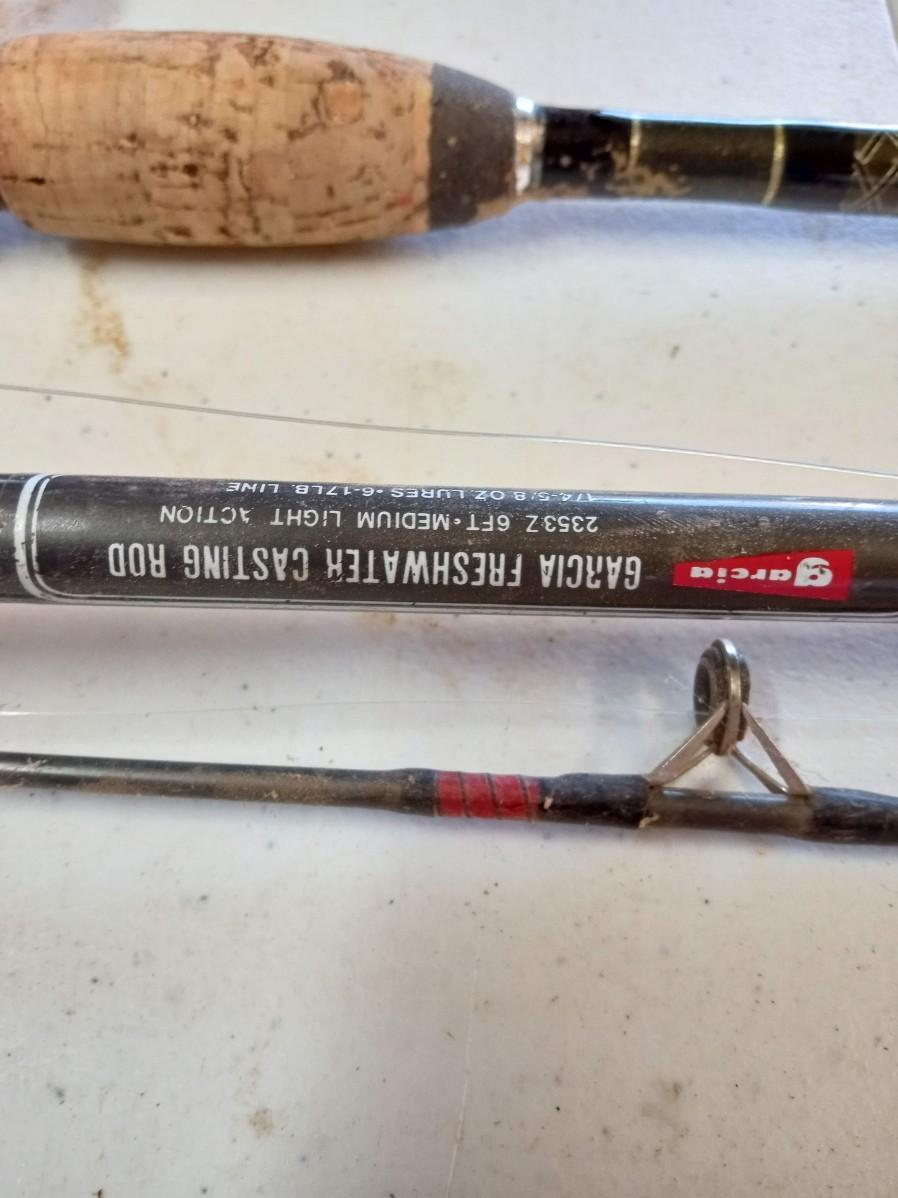 garcia GARCIA FRESHWATER CASTING ROD
2353Z 6FT•MEDIUM LIGHT ACTION
1/4-5/8 OZ LURES•6-17LB. LINE